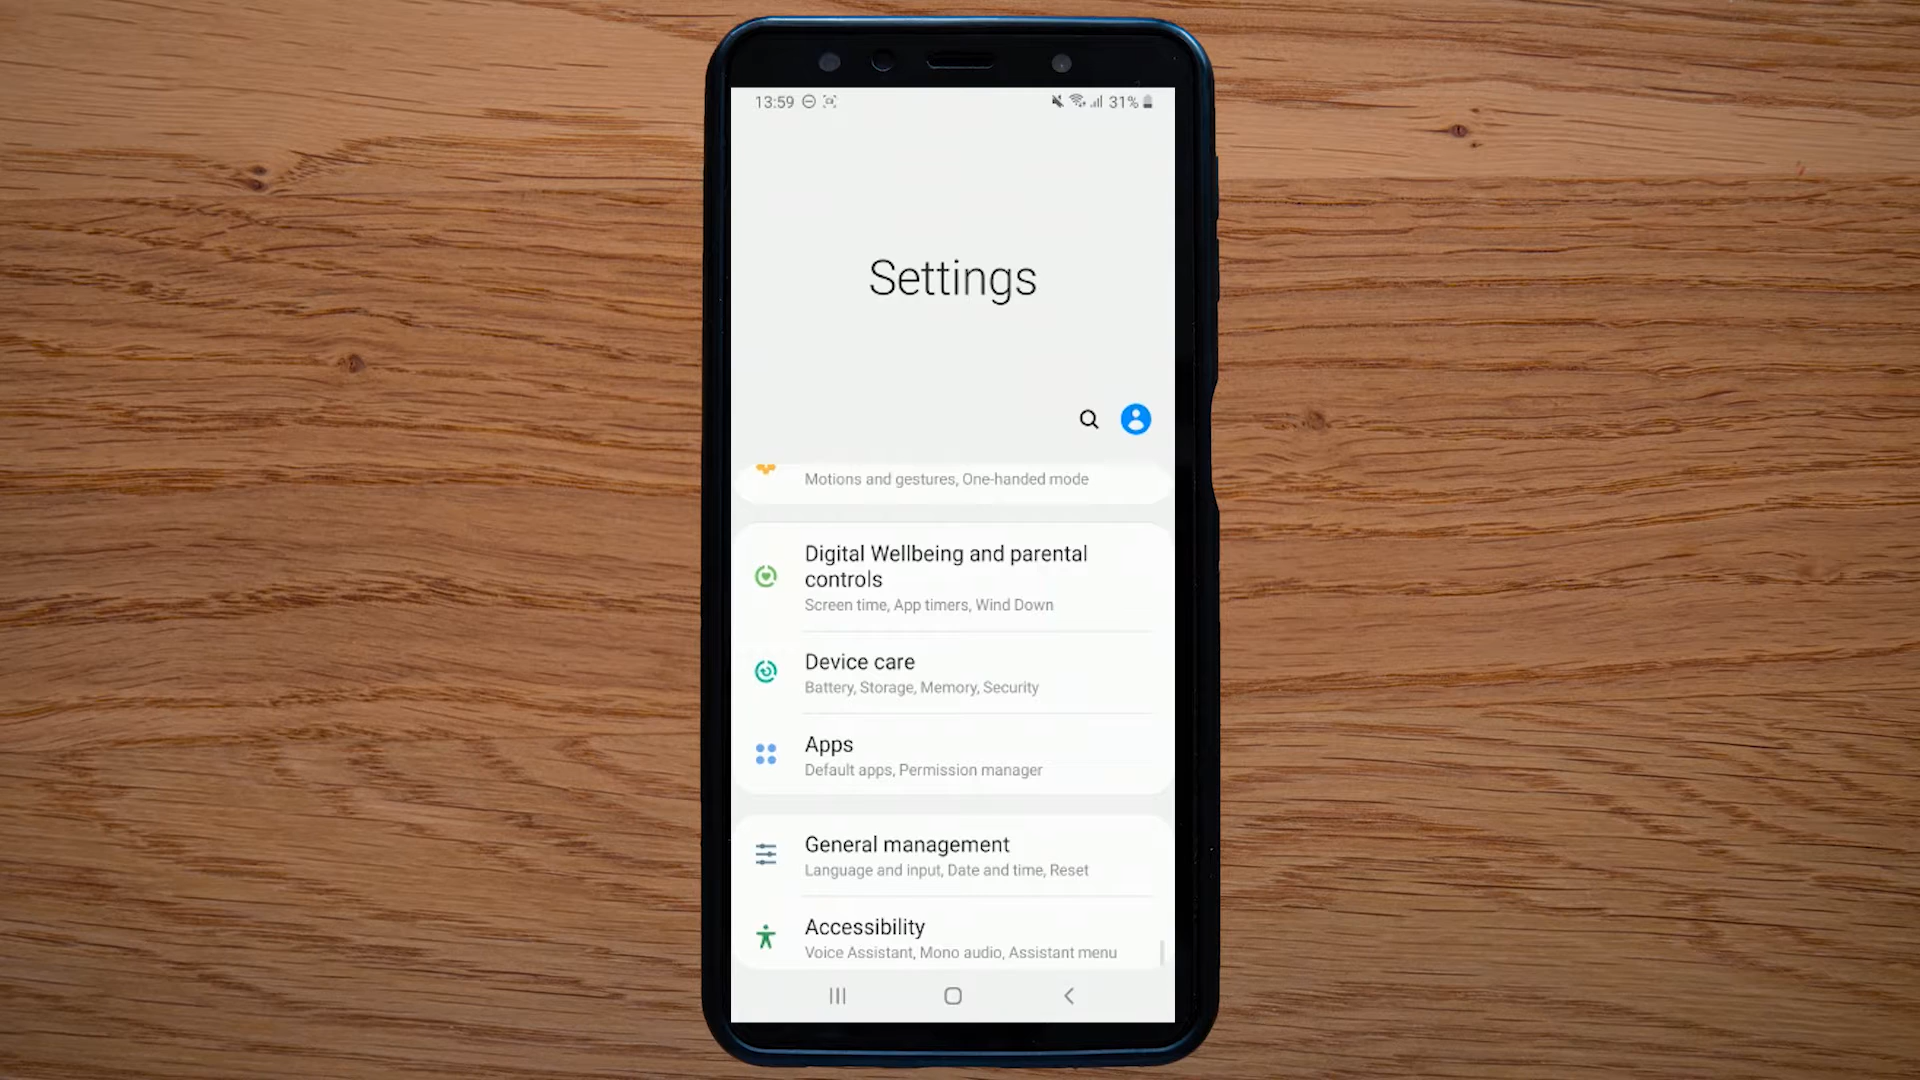 13:59
31%
Settings
Motions and gestures, One-handed mode
Digital Wellbeing and parental
controls
Screen time, App timers, Wind Down
Device care
Battery, Storage, Memory, Security
Apps
Default apps, Permission manager
General management
Language and input, Date and time, Reset
Accessibility
Voice Assistant, Mono audio, Assistant menu